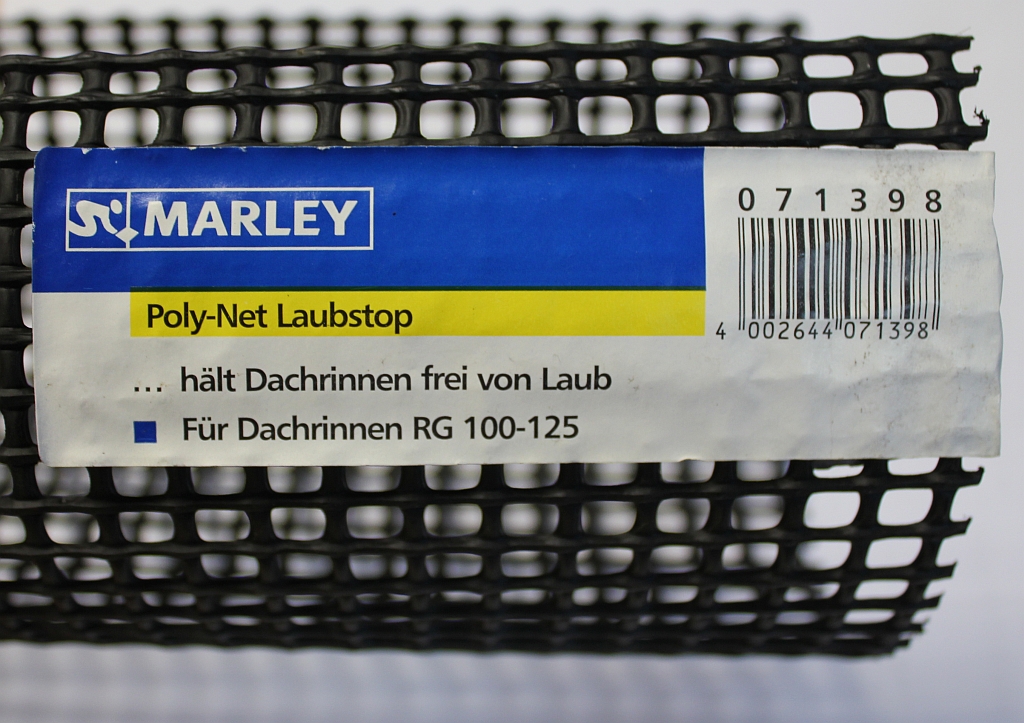 MARLEY
Poly-Net Laubstop
... hält Dachrinnen frei von Laub
Für Dachrinnen RG 100-125
071398
4 002644 071398